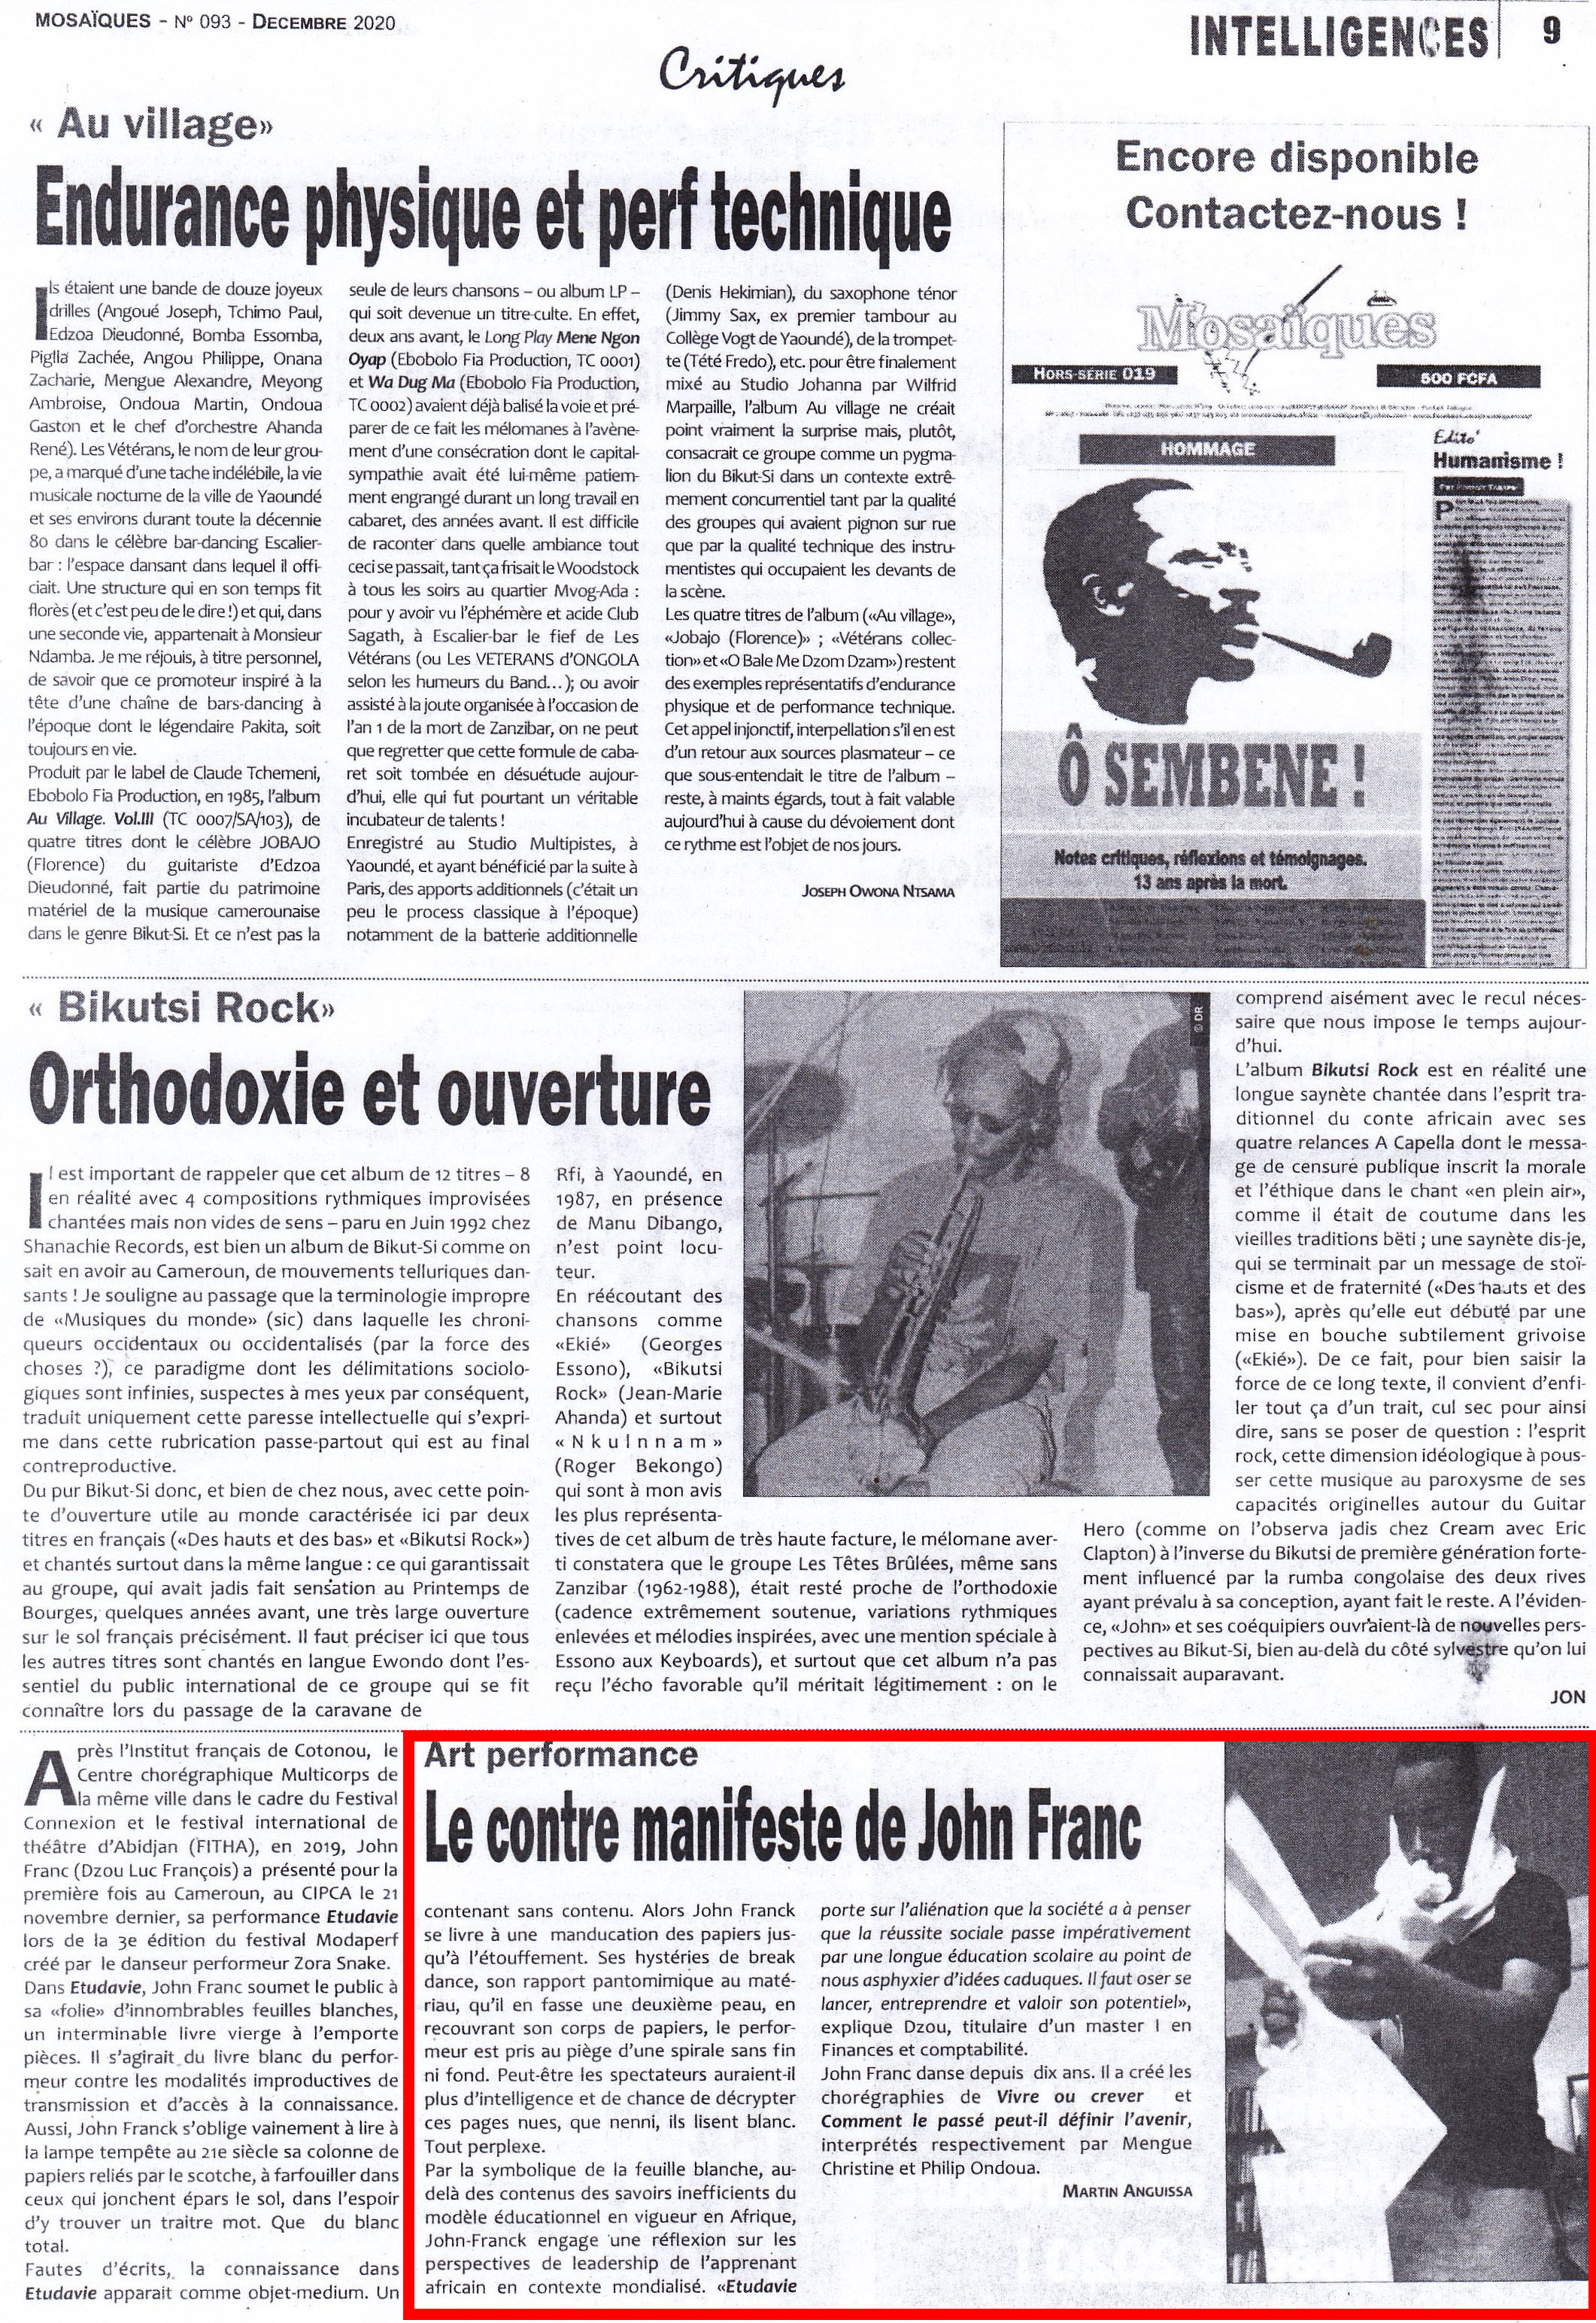 MOSAÏQUES - N° 093 - DECEMBRE 2020
INTELLIGENCES 9
Critiques
« Au village»
Endurance physique et perf technique
Ils étaient une bande de douze joyeux
drilles (Angoué Joseph, Tchimo Paul,
Edzoa Dieudonné, Bomba Essomba,
Piglla Zachée, Angou Philippe, Onana
Zacharie, Mengue Alexandre, Meyong
Ambroise, Ondoua Martin, Ondoua
Gaston et le chef d'orchestre Ahanda
René). Les Vétérans, le nom de leur grou-
pe, a marqué d'une tache indélébile, la vie
musicale nocturne de la ville de Yaoundé
et ses environs durant toute la décennie
80 dans le célèbre bar-dancing Escalier-
bar : l'espace dansant dans lequel il offi-
ciait. Une structure qui en son temps fit
florès (et c'est peu de le dire !) et qui, dans
une seconde vie, appartenait à Monsieur
Ndamba. Je me réjouis, à titre personnel,
de savoir que ce promoteur inspiré à la
tête d'une chaîne de bars-dancing à
l'époque dont le légendaire Pakita, soit
toujours en vie.
Produit par le label de Claude Tchemeni,
Ebobolo Fia Production, en 1985, l'album
Au Village. Vol.III (TC 0007/SA/103), de
quatre titres dont le célèbre JOBAJO
(Florence) du guitariste d'Edzoa
Dieudonné, fait partie du patrimoine
matériel de la musique camerounaise
dans le genre Bikut-Si. Et ce n'est pas la
seule de leurs chansons – ou album LP –
qui soit devenue un titre-culte. En effet,
deux ans avant, le Long Play Mene Ngon
Oyap (Ebobolo Fia Production, TC 0001)
et Wa Dug Ma (Ebobolo Fia Production,
TC 0002) avaient déjà balisé la voie et pré-
parer de ce fait les mélomanes à l'avène-
ment d'une consécration dont le capital-
sympathie avait été lui-même patiem-
ment engrangé durant un long travail en
cabaret, des années avant. Il est difficile
de raconter dans quelle ambiance tout
ceci se passait, tant ça frisait le Woodstock
à tous les soirs au quartier Mvog-Ada :
pour y avoir vu l'éphémère et acide Club
Sagath, à Escalier-bar le fief de Les
Vétérans (ou Les VETERANS d'ONGOLA
selon les humeurs du Band...); ou avoir
assisté à la joute organisée à l'occasion de
l'an 1 de la mort de Zanzibar, on ne peut
que regretter que cette formule de caba-
ret soit tombée en désuétude aujour-
d'hui, elle qui fut pourtant un véritable
incubateur de talents !
Enregistré au Studio Multipistes, à
Yaoundé, et ayant bénéficié par la suite à
Paris, des apports additionnels (c'était un
peu le process classique à l'époque)
notamment de la batterie additionnelle
(Denis Hekimian), du saxophone ténor
(Jimmy Sax, ex premier tambour au
Collège Vogt de Yaoundé), de la trompet-
te (Tété Fredo), etc. pour être finalement
mixé au Studio Johanna par Wilfrid
Marpaille, l'album Au village ne créait
point vraiment la surprise mais, plutôt,
consacrait ce groupe comme un pygma-
lion du Bikut-Si dans un contexte extrê-
mement concurrentiel tant par la qualité
des groupes qui avaient pignon sur rue
que par la qualité technique des instru-
mentistes qui occupaient les devants de
la scène.
Les quatre titres de l'album («Au village»,
«Jobajo (Florence)» ; «Vétérans collec-
tion» et «O Bale Me Dzom Dzam») restent
des exemples représentatifs d'endurance
physique et de performance technique.
Cet appel injonctif, interpellation s'il en est
d'un retour aux sources plasmateur – ce
que sous-entendait le titre de l'album –
reste, à maints égards, tout à fait valable
aujourd'hui à cause du dévoiement dont
ce rythme est l'objet de nos jours.
JOSEPH OWONA NTSAMA
Encore disponible
Contactez-nous !
Mosaïques
HORS-SÉRIE 019
500 FCFA
HOMMAGE
Edito'
Humanisme !
Ô SEMBENE !
Notes critiques, réflexions et témoignages.
13 ans après la mort.
« Bikutsi Rock»
Orthodoxie et ouverture
Il est important de rappeler que cet album de 12 titres – 8
en réalité avec 4 compositions rythmiques improvisées
chantées mais non vides de sens – paru en Juin 1992 chez
Shanachie Records, est bien un album de Bikut-Si comme on
sait en avoir au Cameroun, de mouvements telluriques dan-
sants ! Je souligne au passage que la terminologie impropre
de «Musiques du monde» (sic) dans laquelle les chroni-
queurs occidentaux ou occidentalisés (par la force des
choses ?), ce paradigme dont les délimitations sociolo-
giques sont infinies, suspectes à mes yeux par conséquent,
traduit uniquement cette paresse intellectuelle qui s'expri-
me dans cette rubrication passe-partout qui est au final
contreproductive.
Du pur Bikut-Si donc, et bien de chez nous, avec cette poin-
te d'ouverture utile au monde caractérisée ici par deux
titres en français («Des hauts et des bas» et «Bikutsi Rock»)
et chantés surtout dans la même langue : ce qui garantissait
au groupe, qui avait jadis fait sensation au Printemps de
Bourges, quelques années avant, une très large ouverture
sur le sol français précisément. Il faut préciser ici que tous
les autres titres sont chantés en langue Ewondo dont l'es-
sentiel du public international de ce groupe qui se fit
connaître lors du passage de la caravane de
Rfi, à Yaoundé, en
1987, en présence
de Manu Dibango,
n'est point locu-
teur.
En réécoutant des
chansons comme
«Ekié» (Georges
Essono), «Bikutsi
Rock» (Jean-Marie
Ahanda) et surtout
«Nkulnnam»
(Roger Bekongo)
qui sont à mon avis
les plus représenta-
tives de cet album de très haute facture, le mélomane aver-
ti constatera que le groupe Les Têtes Brûlées, même sans
Zanzibar (1962-1988), était resté proche de l'orthodoxie
(cadence extrêmement soutenue, variations rythmiques
enlevées et mélodies inspirées, avec une mention spéciale à
Essono aux Keyboards), et surtout que cet album n'a pas
reçu l'écho favorable qu'il méritait légitimement : on le
© DR
comprend aisément avec le recul néces-
saire que nous impose le temps aujour-
d'hui.
L'album Bikutsi Rock est en réalité une
longue saynète chantée dans l'esprit tra-
ditionnel du conte africain avec ses
quatre relances A Capella dont le messa-
ge de censure publique inscrit la morale
et l'éthique dans le chant «en plein air»,
comme il était de coutume dans les
vieilles traditions bëti ; une saynète dis-je,
qui se terminait par un message de stoï-
cisme et de fraternité («Des hauts et des
bas»), après qu'elle eut débuté par une
mise en bouche subtilement grivoise
(«Ekié»). De ce fait, pour bien saisir la
force de ce long texte, il convient d'enfi-
ler tout ça d'un trait, cul sec pour ainsi
dire, sans se poser de question : l'esprit
rock, cette dimension idéologique à pous-
ser cette musique au paroxysme de ses
capacités originelles autour du Guitar
Hero (comme on l'observa jadis chez Cream avec Eric
Clapton) à l'inverse du Bikutsi de première génération forte-
ment influencé par la rumba congolaise des deux rives
ayant prévalu à sa conception, ayant fait le reste. A l'éviden-
ce, «John» et ses coéquipiers ouvraient-là de nouvelles pers-
pectives au Bikut-Si, bien au-delà du côté sylvestre qu'on lui
connaissait auparavant.
JON
Après l'Institut français de Cotonou, le
Centre chorégraphique Multicorps de
la même ville dans le cadre du Festival
Connexion et le festival international de
théâtre d'Abidjan (FITHA), en 2019, John
Franc (Dzou Luc François) a présenté pour la
première fois au Cameroun, au CIPCA le 21
novembre dernier, sa performance Etudavie
lors de la 3e édition du festival Modaperf
créé par le danseur performeur Zora Snake.
Dans Etudavie, John Franc soumet le public à
sa «folie» d'innombrables feuilles blanches,
un interminable livre vierge à l'emporte
pièces. Il s'agirait du livre blanc du perfor-
meur contre les modalités improductives de
transmission et d'accès à la connaissance.
Aussi, John Franck s'oblige vainement à lire à
la lampe tempête au 21e siècle sa colonne de
papiers reliés par le scotche, à farfouiller dans
ceux qui jonchent épars le sol, dans l'espoir
d'y trouver un traitre mot. Que du blanc
total.
Fautes d'écrits, la connaissance dans
Etudavie apparait comme objet-medium. Un
Art performance
Le contre manifeste de John Franc
contenant sans contenu. Alors John Franck
se livre à une manducation des papiers jus-
qu'à l'étouffement. Ses hystéries de break
dance, son rapport pantomimique au maté-
riau, qu'il en fasse une deuxième peau, en
recouvrant son corps de papiers, le perfor-
meur est pris au piège d'une spirale sans fin
ni fond. Peut-être les spectateurs auraient-il
plus d'intelligence et de chance de décrypter
ces pages nues, que nenni, ils lisent blanc.
Tout perplexe.
Par la symbolique de la feuille blanche, au-
delà des contenus des savoirs inefficients du
modèle éducationnel en vigueur en Afrique,
John-Franck engage une réflexion sur les
perspectives de leadership de l'apprenant
africain en contexte mondialisé. «Etudavie
porte sur l'aliénation que la société a à penser
que la réussite sociale passe impérativement
par une longue éducation scolaire au point de
nous asphyxier d'idées caduques. Il faut oser se
lancer, entreprendre et valoir son potentiel»,
explique Dzou, titulaire d'un master I en
Finances et comptabilité.
John Franc danse depuis dix ans. Il a créé les
chorégraphies de Vivre ou crever et
Comment le passé peut-il définir l'avenir,
interprétés respectivement par Mengue
Christine et Philip Ondoua.
MARTIN ANGUISSA